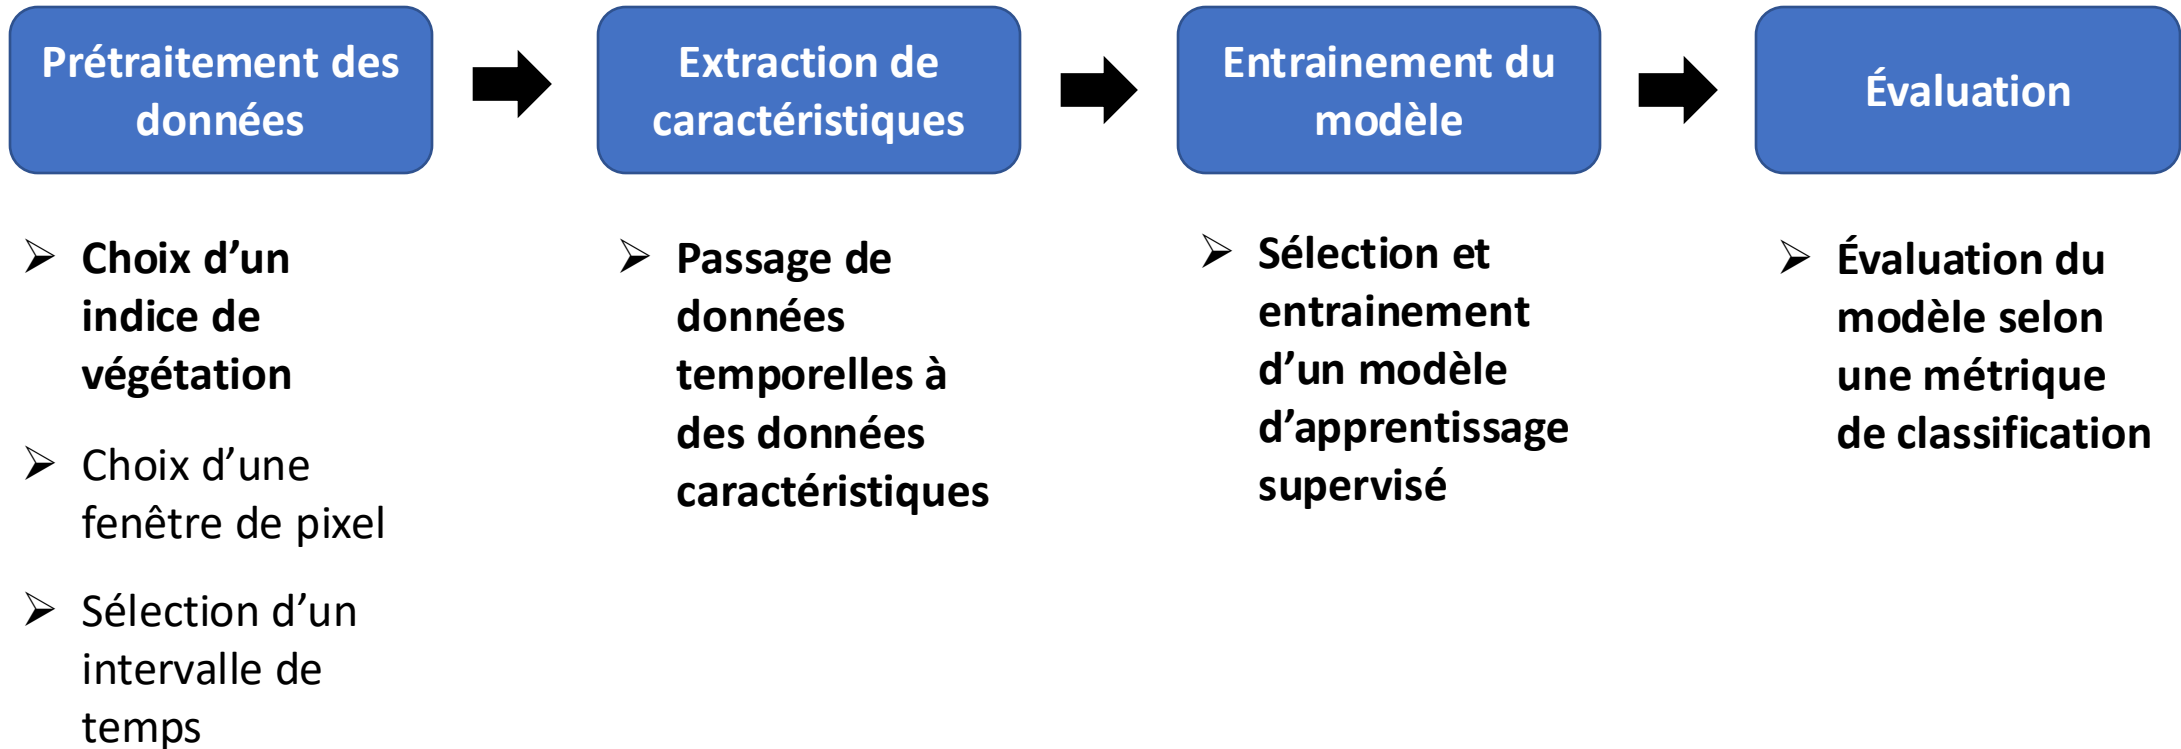 Prétraitement des
données
Extraction de
caractéristiques
Entrainement du
modèle
Évaluation
Choix d’un
indice de
végétation
Choix d’une
fenêtre de pixel
Sélection d’un
intervalle de
temps
Passage de
données
temporelles à
des données
caractéristiques
Sélection et
entrainement
d’un modèle
d’apprentissage
supervisé
Évaluation du
modèle selon
une métrique
de classification